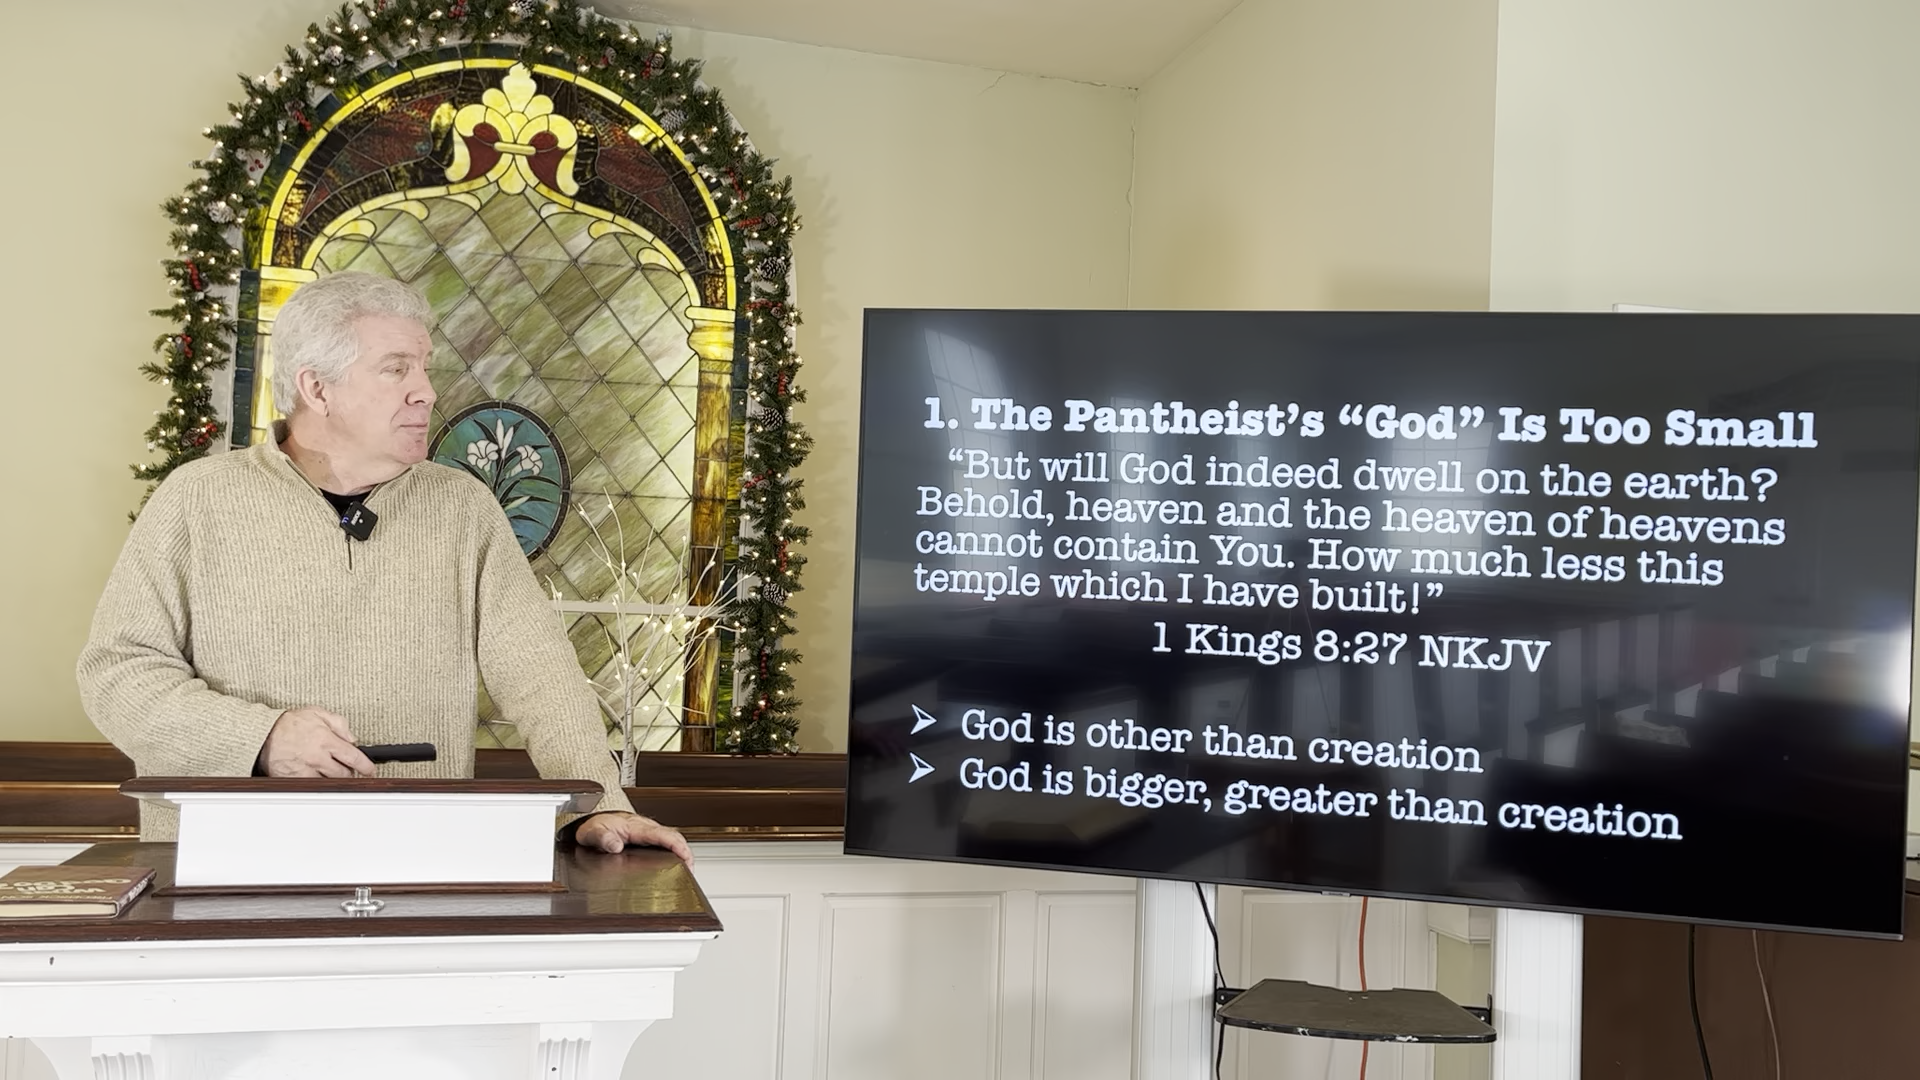 1. The Pantheist's “God” Is Too Small
“But will God indeed dwell on the earth?
Behold, heaven and the heaven of heavens
cannot contain You. How much less this
temple which I have built!”
1 Kings 8:27 NKJV
➢ God is other than creation
➢ God is bigger, greater than creation